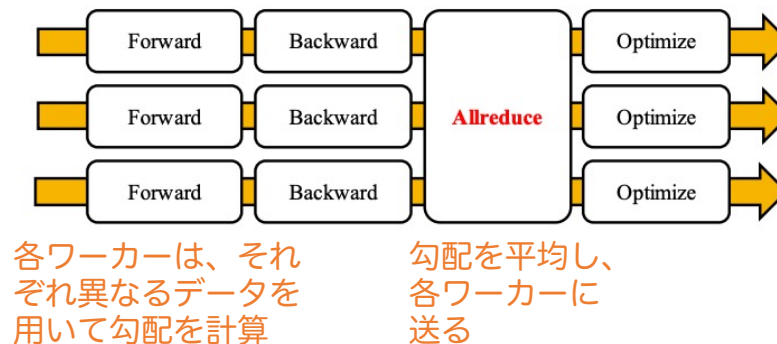 Forward Backward Optimize
Forward Backward Allreduce Optimize
Forward Backward Optimize
各ワーカーは、それ
ぞれ異なるデータを
用いて勾配を計算
勾配を平均し、
各ワーカーに
送る